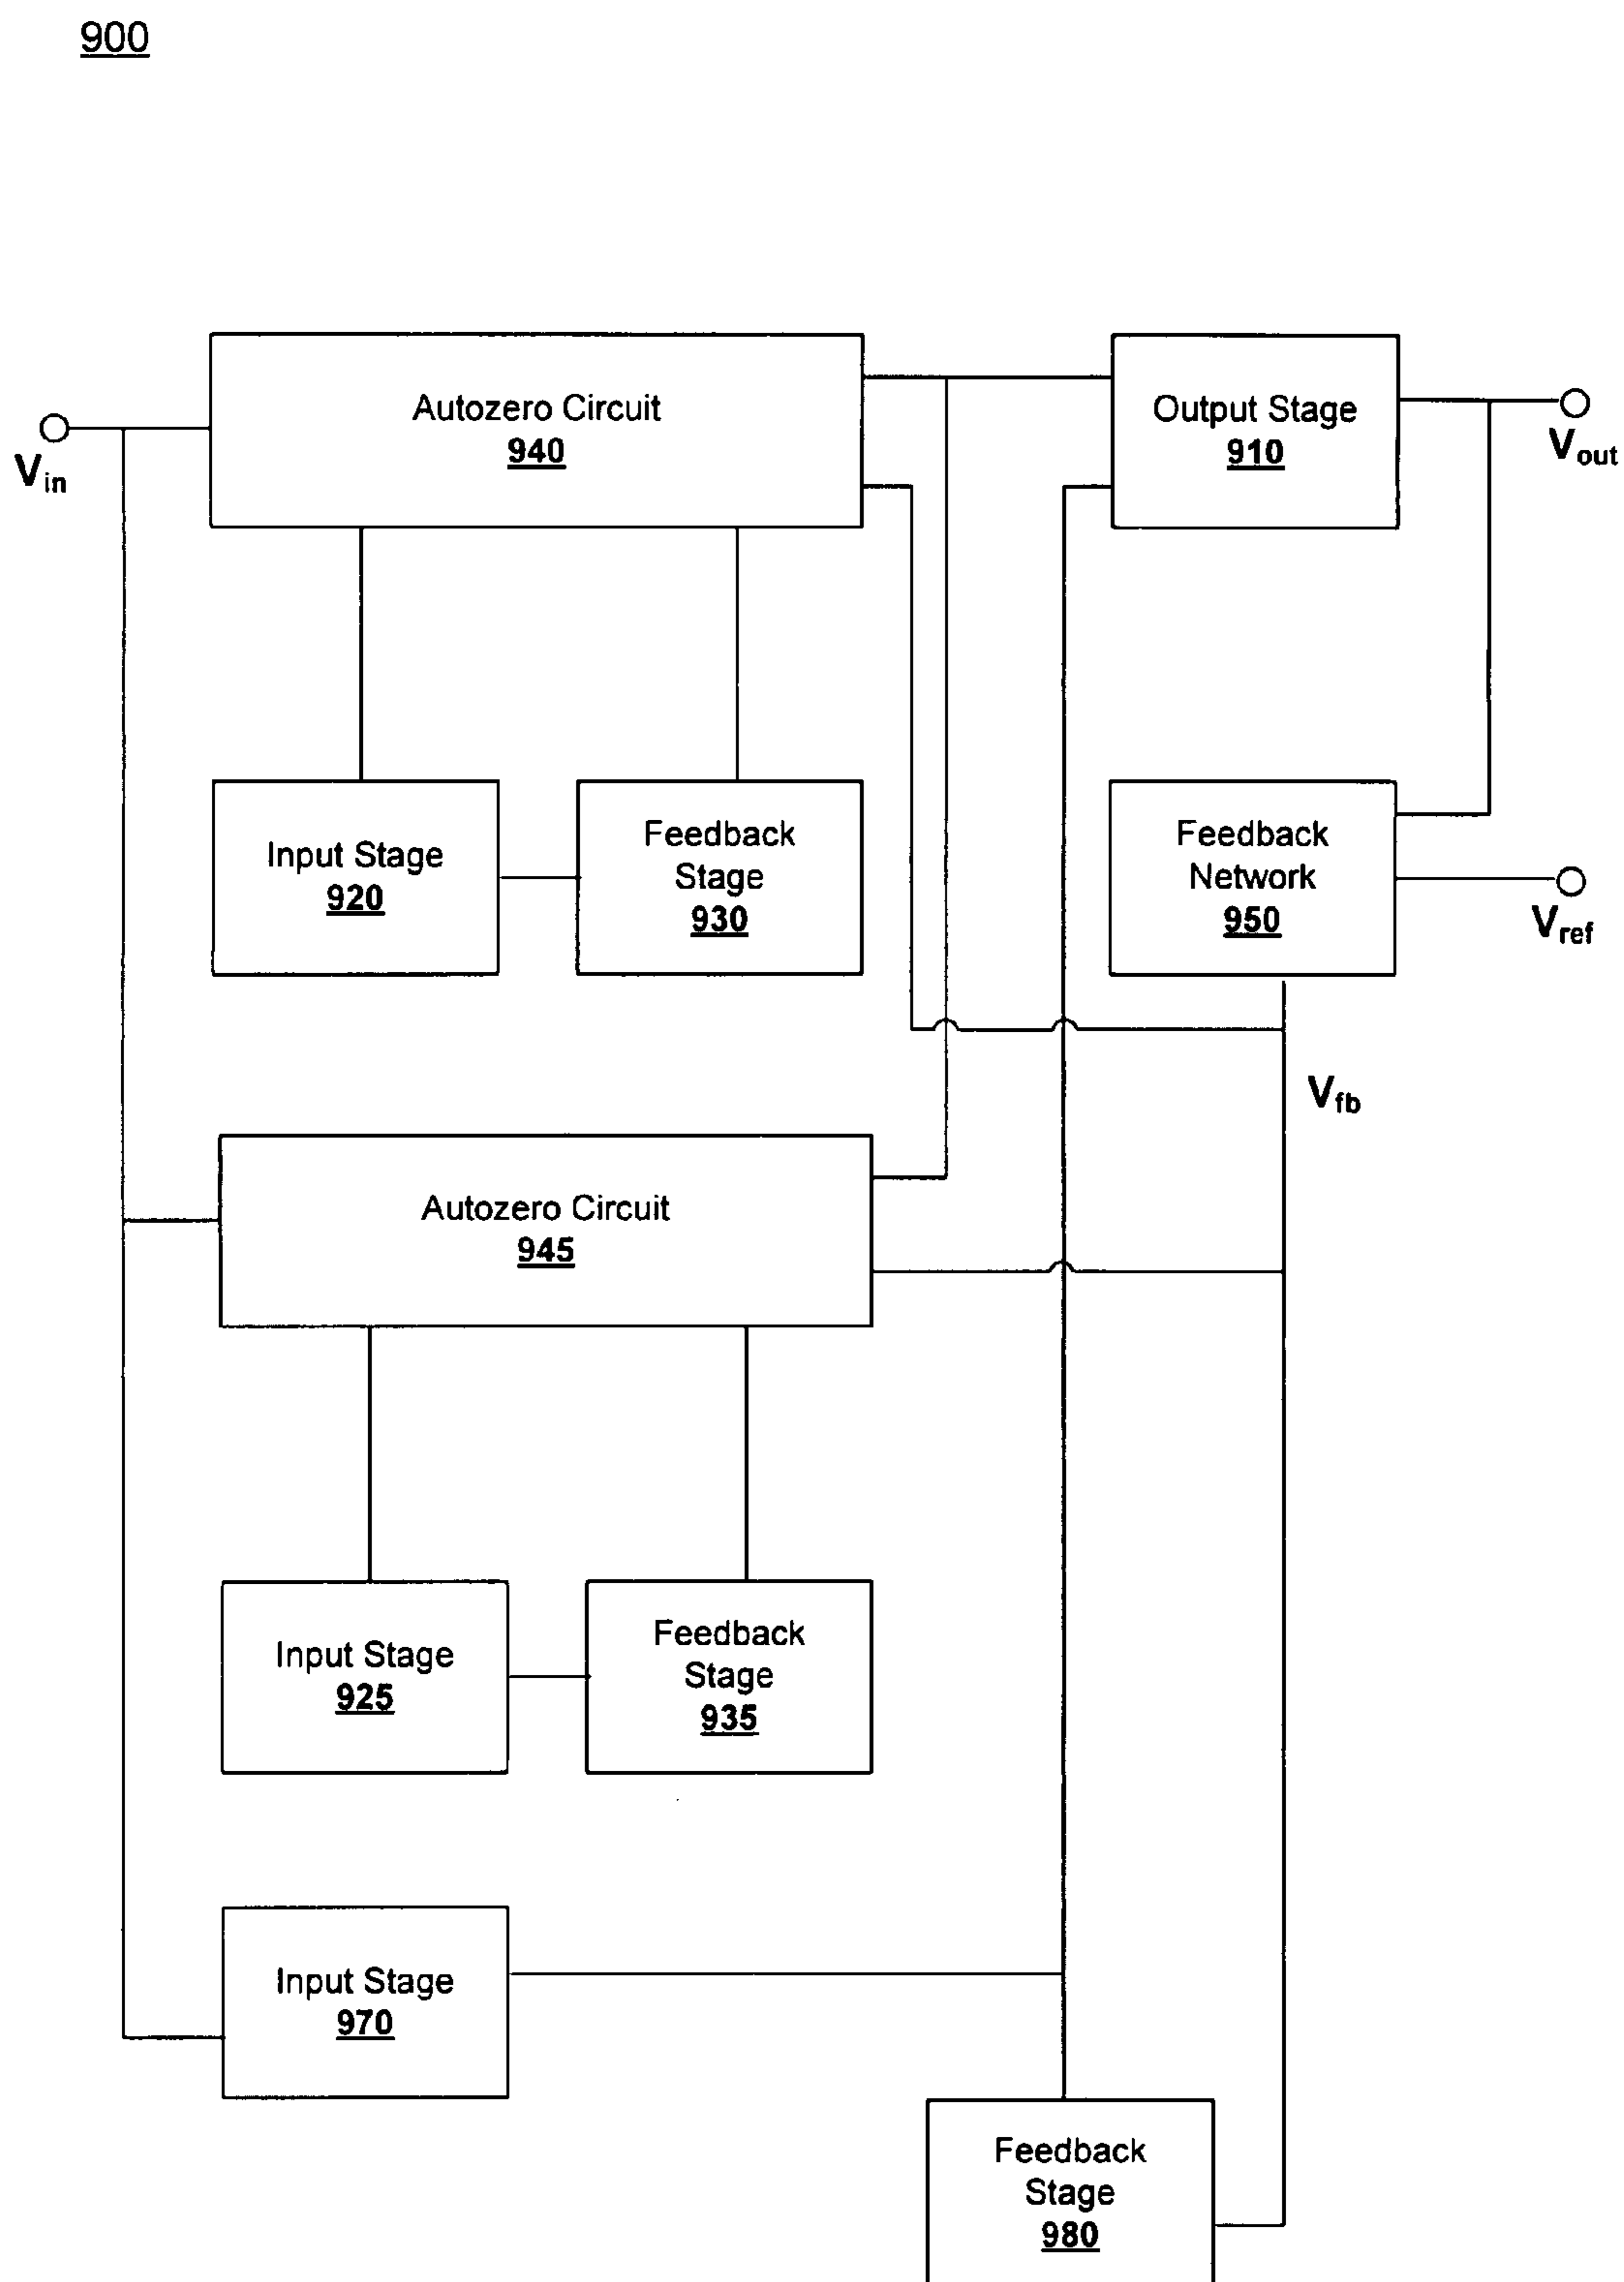 900
Autozero Circuit
940
Output Stage
910
Vin
Vout
Input Stage
920
Feedback
Stage
930
Feedback
Network
950
Vref
Vfb
Autozero Circuit
945
Input Stage
925
Feedback
Stage
935
Input Stage
970
Feedback
Stage
980